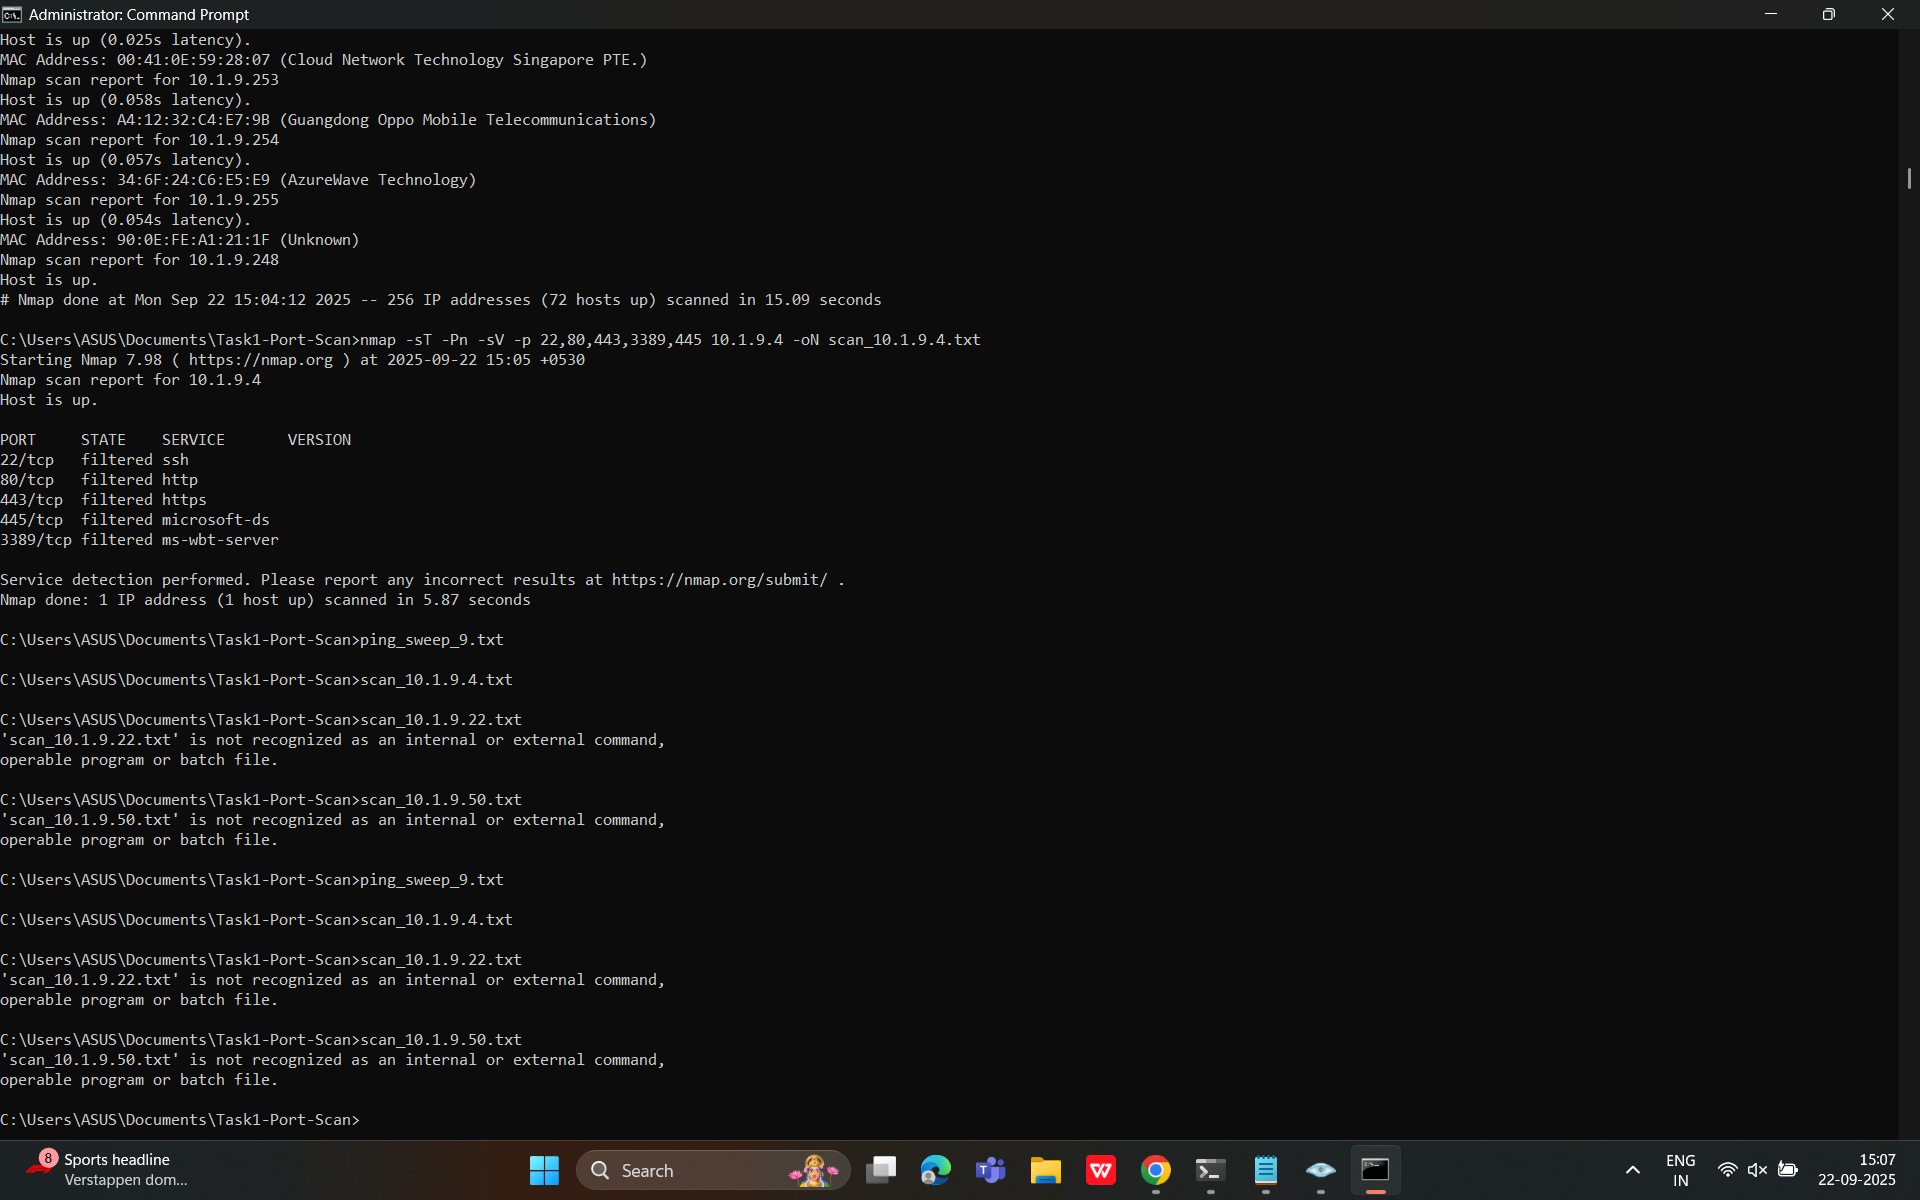 Administrator: Command Prompt
Host is up (0.025s latency).
MAC Address: 00:41:0E:59:28:07 (Cloud Network Technology Singapore PTE.)
Nmap scan report for 10.1.9.253
Host is up (0.058s latency).
MAC Address: A4:12:32:C4:E7:9B (Guangdong Oppo Mobile Telecommunications)
Nmap scan report for 10.1.9.254
Host is up (0.057s latency).
MAC Address: 34:6F:24:C6:E5:E9 (AzureWave Technology)
Nmap scan report for 10.1.9.255
Host is up (0.054s latency).
MAC Address: 90:0E:FE:A1:21:1F (Unknown)
Nmap scan report for 10.1.9.248
Host is up.
# Nmap done at Mon Sep 22 15:04:12 2025 -- 256 IP addresses (72 hosts up) scanned in 15.09 seconds
C:\Users\ASUS\Documents\Task1-Port-Scan>nmap -sT -Pn -sV -p 22,80,443,3389,445 10.1.9.4 -oN scan_10.1.9.4.txt
Starting Nmap 7.98 ( https://nmap.org ) at 2025-09-22 15:05 +0530
Nmap scan report for 10.1.9.4
Host is up.
PORT     STATE    SERVICE       VERSION
22/tcp   filtered ssh
80/tcp   filtered http
443/tcp  filtered https
445/tcp  filtered microsoft-ds
3389/tcp filtered ms-wbt-server
Service detection performed. Please report any incorrect results at https://nmap.org/submit/ .
Nmap done: 1 IP address (1 host up) scanned in 5.87 seconds
C:\Users\ASUS\Documents\Task1-Port-Scan>ping_sweep_9.txt
C:\Users\ASUS\Documents\Task1-Port-Scan>scan_10.1.9.4.txt
C:\Users\ASUS\Documents\Task1-Port-Scan>scan_10.1.9.22.txt
'scan_10.1.9.22.txt' is not recognized as an internal or external command,
operable program or batch file.
C:\Users\ASUS\Documents\Task1-Port-Scan>scan_10.1.9.50.txt
'scan_10.1.9.50.txt' is not recognized as an internal or external command,
operable program or batch file.
C:\Users\ASUS\Documents\Task1-Port-Scan>ping_sweep_9.txt
C:\Users\ASUS\Documents\Task1-Port-Scan>scan_10.1.9.4.txt
C:\Users\ASUS\Documents\Task1-Port-Scan>scan_10.1.9.22.txt
'scan_10.1.9.22.txt' is not recognized as an internal or external command,
operable program or batch file.
C:\Users\ASUS\Documents\Task1-Port-Scan>scan_10.1.9.50.txt
'scan_10.1.9.50.txt' is not recognized as an internal or external command,
operable program or batch file.
C:\Users\ASUS\Documents\Task1-Port-Scan>
8
Sports headline
Verstappen dom...
Search
ENG
IN
15:07
22-09-2025